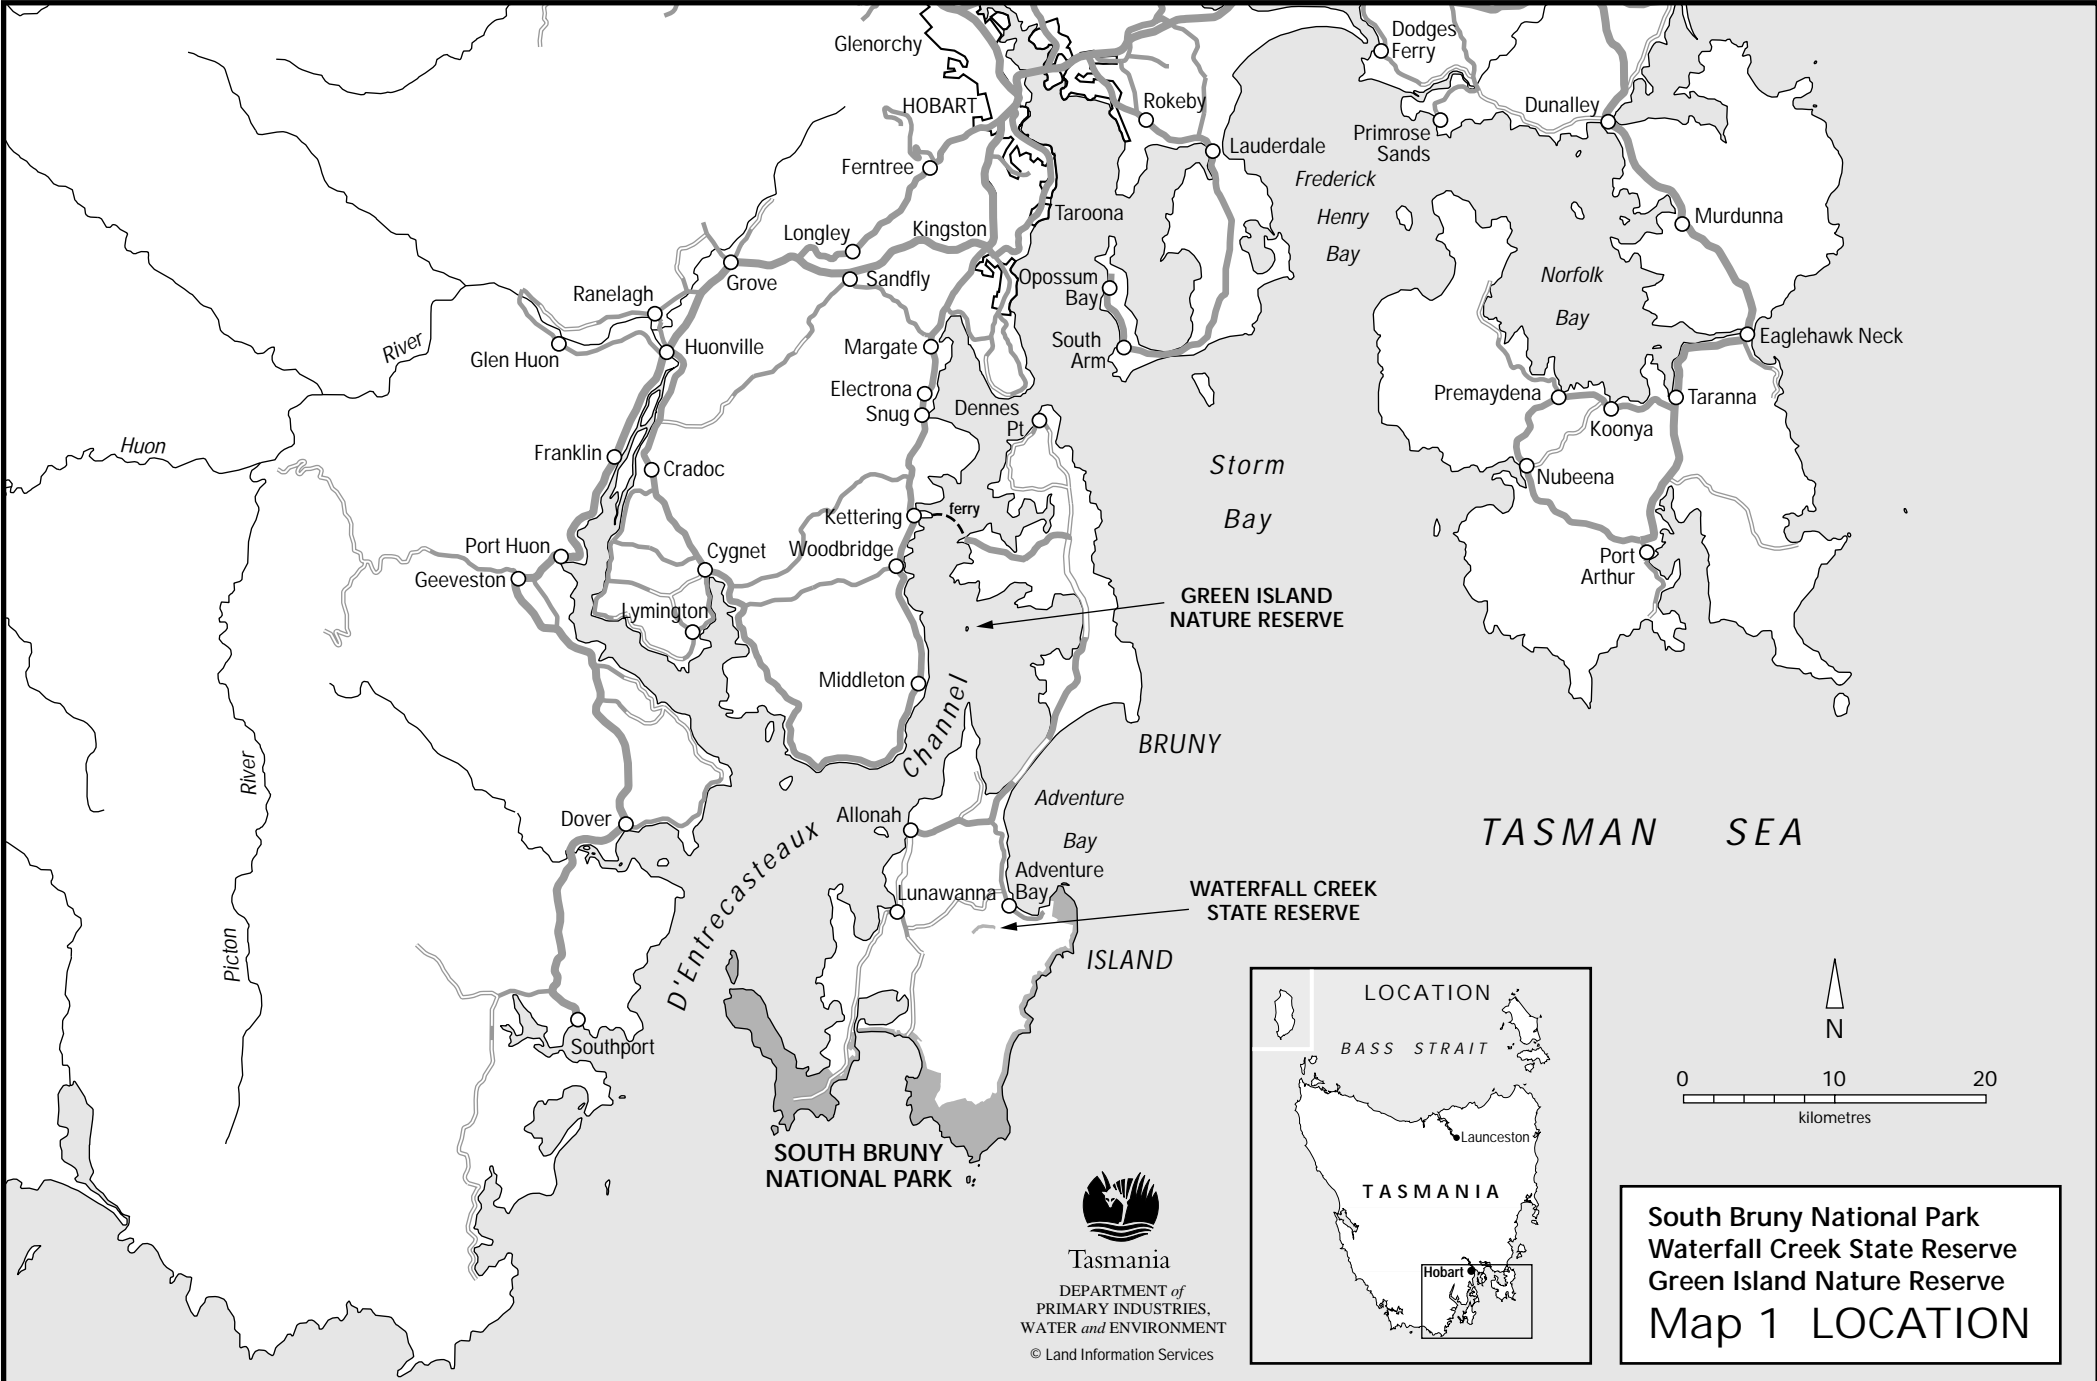 Glenorchy
HOBART
Ferntree
Longley
Kingston
Taroona
Rokeby
Lauderdale
Dodges
Ferry
Primrose
Sands
Dunalley
Frederick
Henry
Bay
Murdunna
Norfolk
Bay
Eaglehawk Neck
Grove
Sandfly
Opossum
Bay
South
Arm
Ranelagh
Glen Huon
Huonville
River
Huon
Margate
Electrona
Snug
Dennes
Pt
Premaydena
Koonya
Taranna
Nubeena
Port
Arthur
Storm
Bay
Franklin
Cradoc
Kettering
ferry
Woodbridge
Port Huon
Geeveston
Cygnet
Lymington
GREEN ISLAND
NATURE RESERVE
Middleton
Channel
D'Entrecasteaux
BRUNY
ISLAND
River
Picton
Dover
Allonah
Adventure
Bay
Adventure
Bay
Lunawanna
WATERFALL CREEK
STATE RESERVE
TASMAN SEA
Southport
SOUTH BRUNY
NATIONAL PARK
Tasmania
DEPARTMENT of
PRIMARY INDUSTRIES,
WATER and ENVIRONMENT
© Land Information Services
LOCATION
BASS STRAIT
Launceston
TASMANIA
Hobart
N
0 10 20
kilometres
South Bruny National Park
Waterfall Creek State Reserve
Green Island Nature Reserve
Map 1 LOCATION